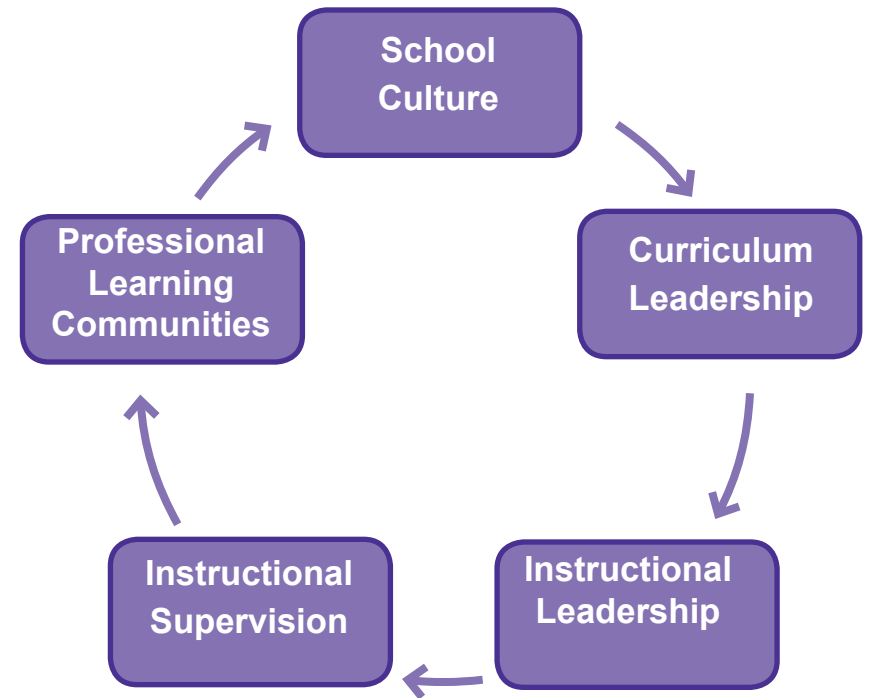 School
Culture
Curriculum
Leadership
Instructional
Leadership
Instructional
Supervision
Professional
Learning
Communities